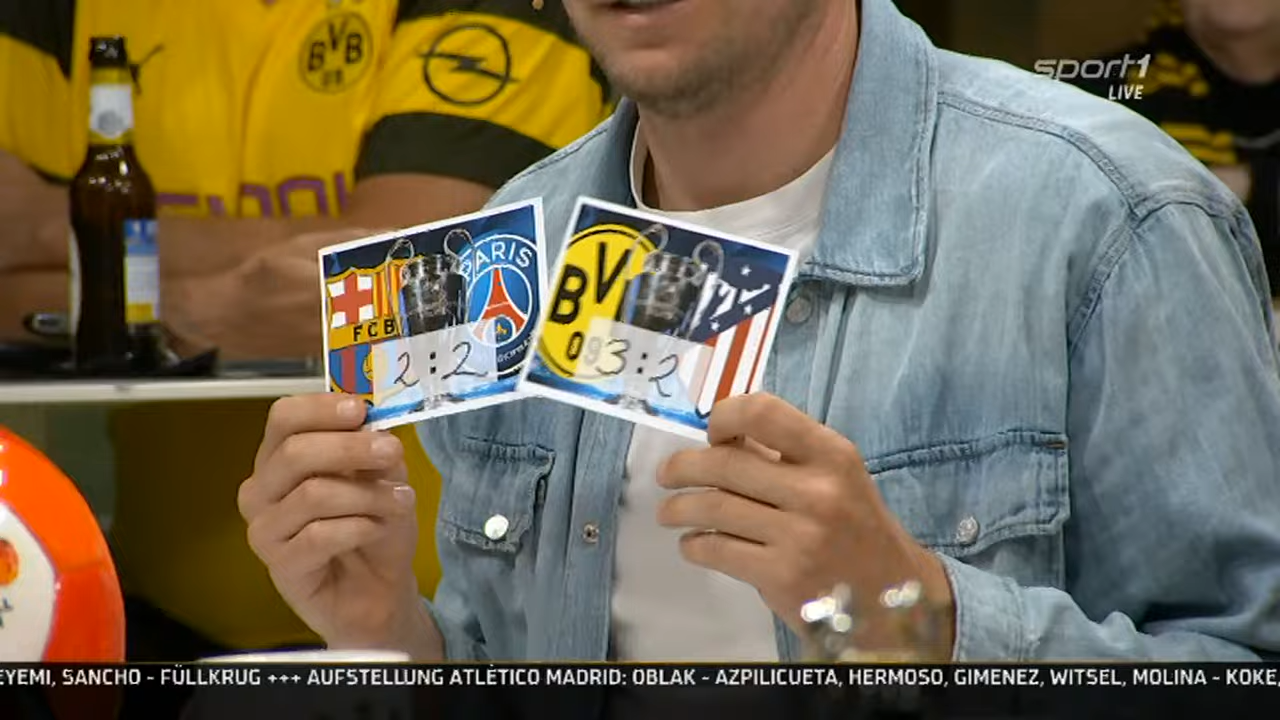 BVB
09
sport1
LIVE
PARIS
FCB
2:2
BVB
09
3:2
EYEMI, SANCHO - FÜLLKRUG +++ AUFSTELLUNG ATLÉTICO MADRID: OBLAK - AZPILICUETA, HERMOSO, GIMENEZ, WITSEL, MOLINA - KOKE,